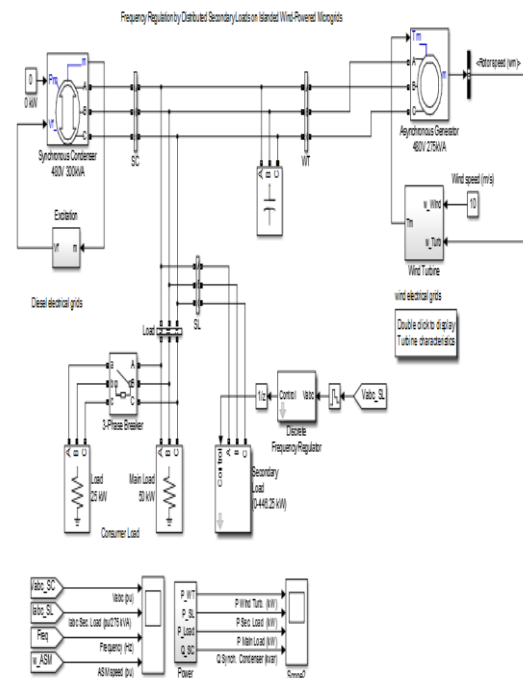 Frequency Regulation by Distributed Secondary Loads on Islanded Wind-Powered Microgrids
0
0 kW
Pm
m
A
B
C
Vf_
Synchronous Condenser
480V 300kVA
SC
WT
Tm
A
B
C
m
Asynchronous Generator
480V 275kVA
<Rotor speed (wm)>
A B C
Excitation
Vf
m
Wind speed (m/s)
10
w_Wind
Tm
w_Turb
Wind Turbine
Diesel electrical grids
wind electrical grids
Double click to display
Turbine characteristics
SL
Load
a
b
c
A
B
C
3-Phase Breaker
1/z
Control
Vabc
Vabc_SL
Discrete
Frequency Regulator
A B C
Load
25 kW
A B C
Main Load
50 kW
Control
A B C
Secondary
Load
(0-446.25 kW)
Consumer Load
Vabc_SC
Vabc (pu)
Iabc_SL
Iabc Sec. Load (pu/275 kVA)
Freq
Frequency (Hz)
w_ASM
ASM speed (pu)
P_WT
P Wind Turb. (kW)
P_SL
P Sec. Load (kW)
P_Load
P Main Load (kW)
Q_SC
Q Synch. Condenser (kvar)
Power